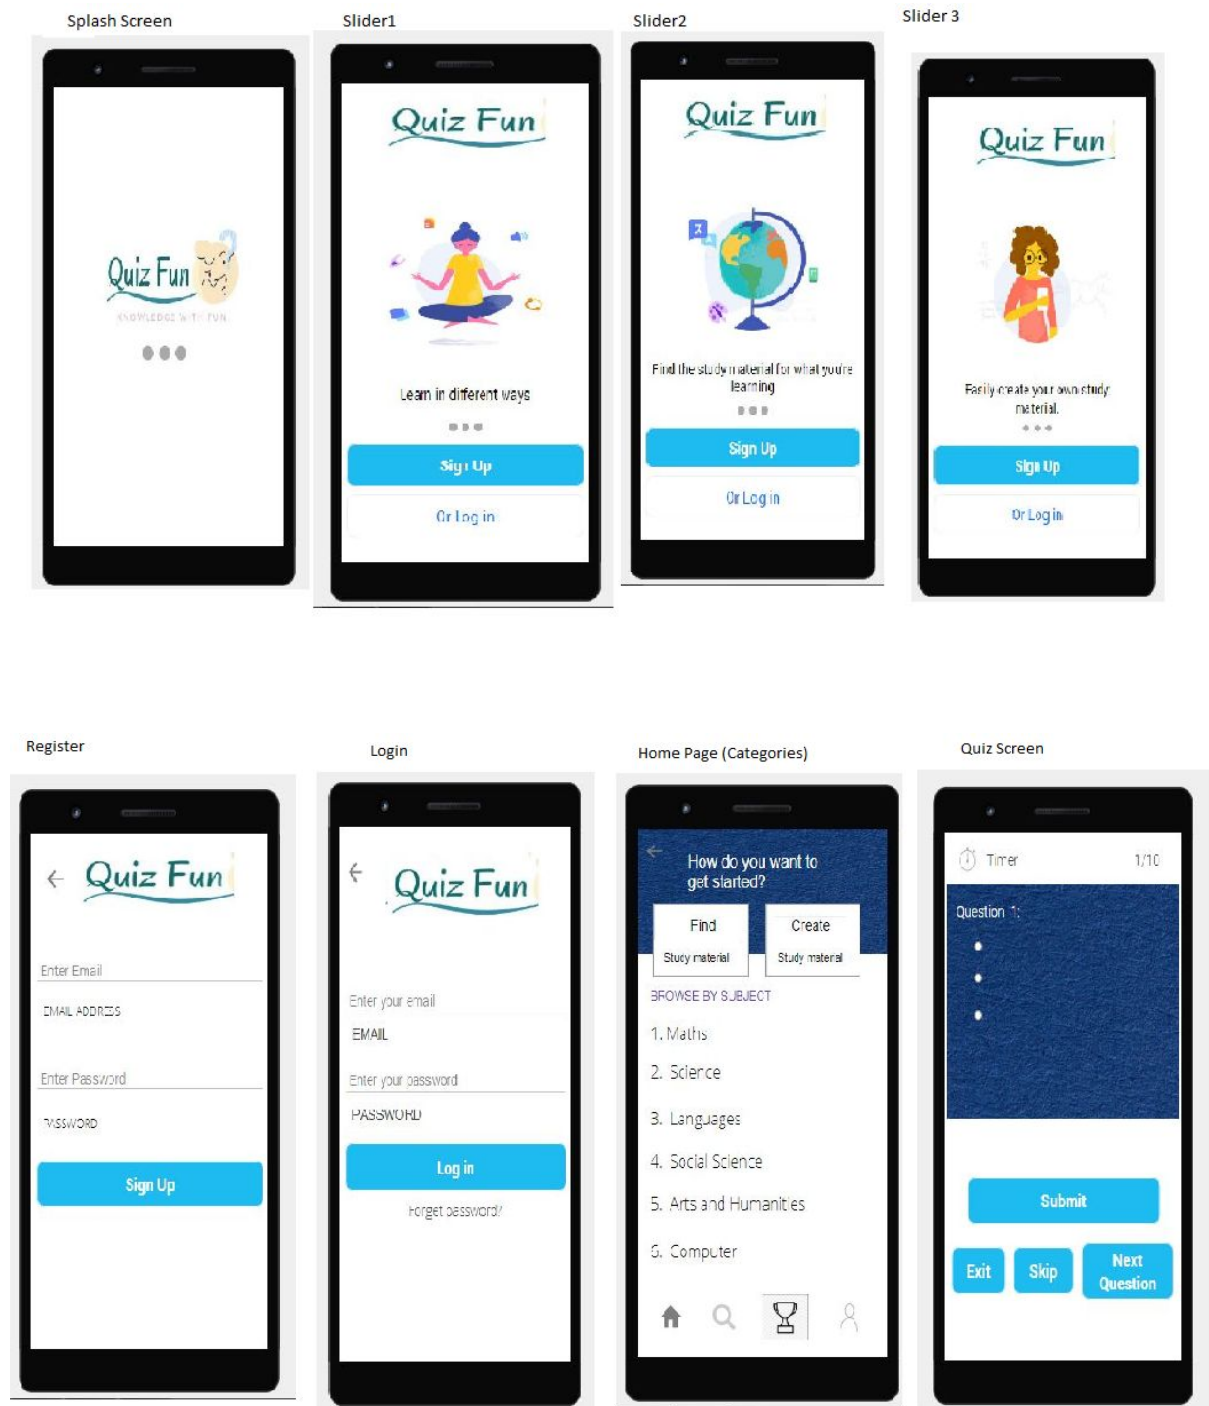 Splash Screen
Slider1
Slider2
Slider 3
Quiz Fun
KNOWLEDGE WITH FUN
Quiz Fun
Learn in different ways
Sign Up
Or Log in
Quiz Fun
Find the study material for what you're
learning
Sign Up
Or Log in
Quiz Fun
Easily create your own study
material.
Sign Up
Or Log in
Register
Login
Home Page (Categories)
Quiz Screen
Quiz Fun
Enter Email
EMAIL ADDRESS
Enter Password
PASSWORD
Sign Up
Quiz Fun
Enter your email
EMAIL
Enter your password
PASSWORD
Log in
Forget password?
How do you want to
get started?
Find
Study material
Create
Study material
BROWSE BY SUBJECT
1. Maths
2. Science
3. Languages
4. Social Science
5. Arts and Humanities
6. Computer
Timer
1/10
Question 1:
Submit
Exit
Skip
Next
Question